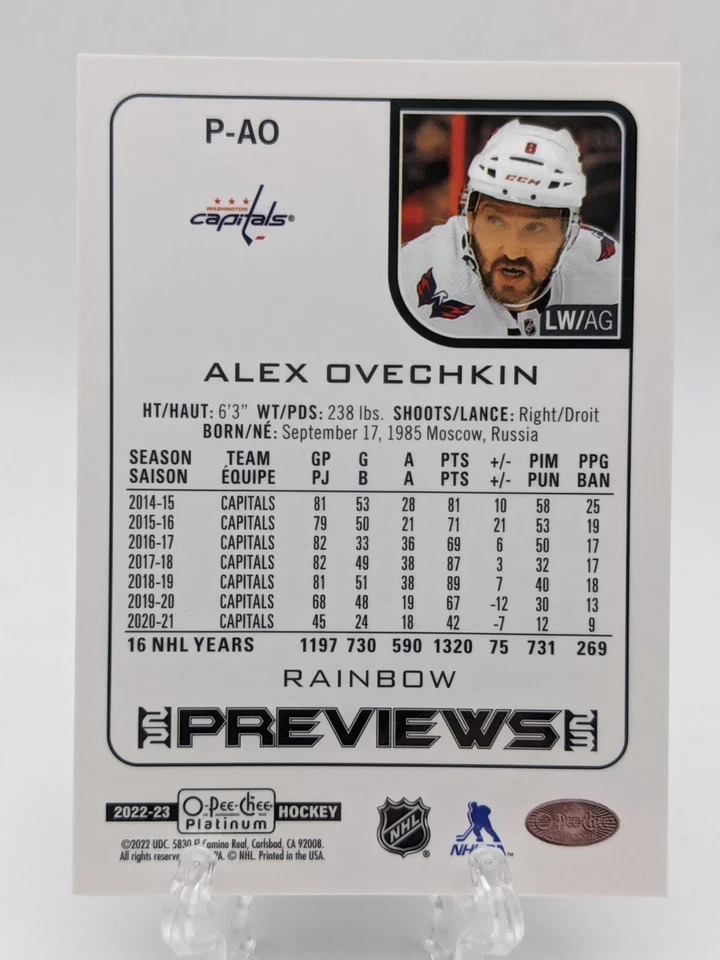 P-AO
WASHINGTON
capitals®
8
CCM
LW/AG
ALEX OVECHKIN
HT/HAUT: 6'3" WT/PDS: 238 lbs. SHOOTS/LANCE: Right/Droit
BORN/NÉ: September 17, 1985 Moscow, Russia
SEASON TEAM GP G A PTS +/- PIM PPG
SAISON ÉQUIPE PJ B A PTS +/- PUN BAN
2014-15 CAPITALS 81 53 28 81 10 58 25
2015-16 CAPITALS 79 50 21 71 21 53 19
2016-17 CAPITALS 82 33 36 69 6 50 17
2017-18 CAPITALS 82 49 38 87 3 32 17
2018-19 CAPITALS 81 51 38 89 7 40 18
2019-20 CAPITALS 68 48 19 67 -12 30 13
2020-21 CAPITALS 45 24 18 42 -7 12 9
16 NHL YEARS 1197 730 590 1320 75 731 269
RAINBOW
PREVIEWS
2022-23 O-Pee-Chee Platinum HOCKEY
NHL ®
O-Pee-Chee
©2022 UDC. 5830 El Camino Real, Carlsbad, CA 92008.
All rights © NHL. Printed in the USA.